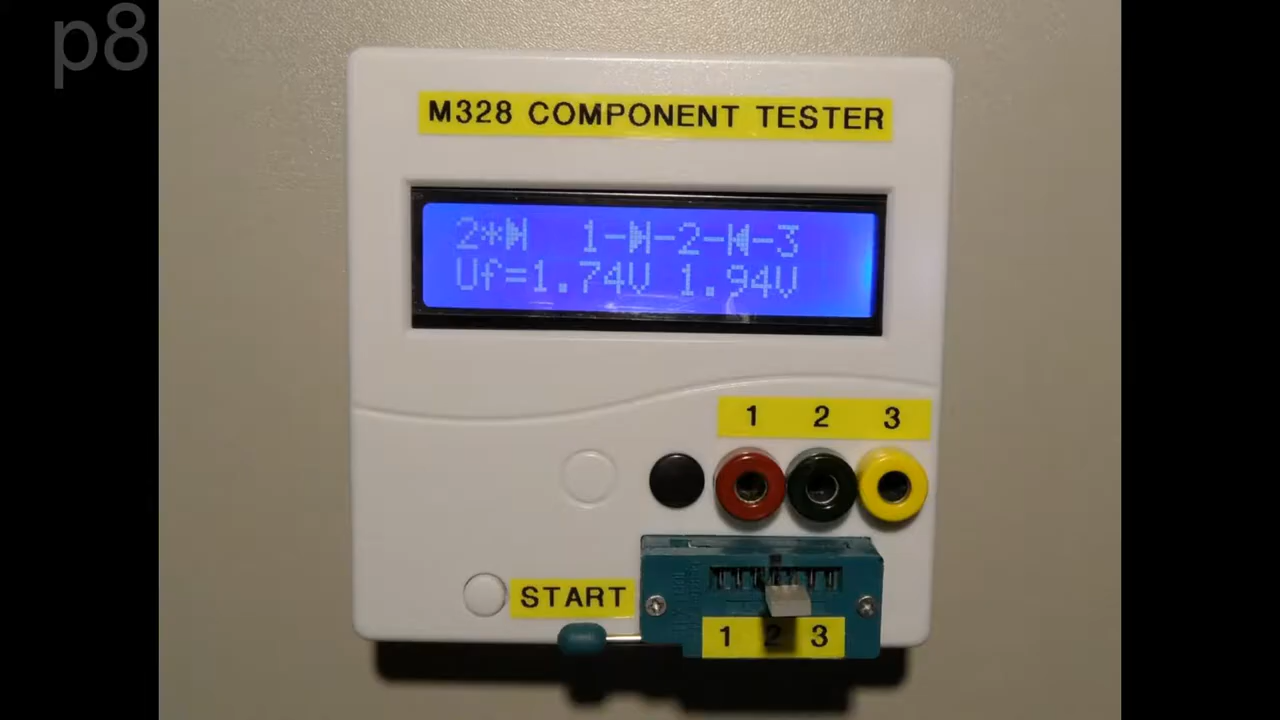 p8
M328 COMPONENT TESTER
2*▶| 1-▶|-2-|◀-3
Uf=1.74V 1.94V
1 2 3
START
1 2 3